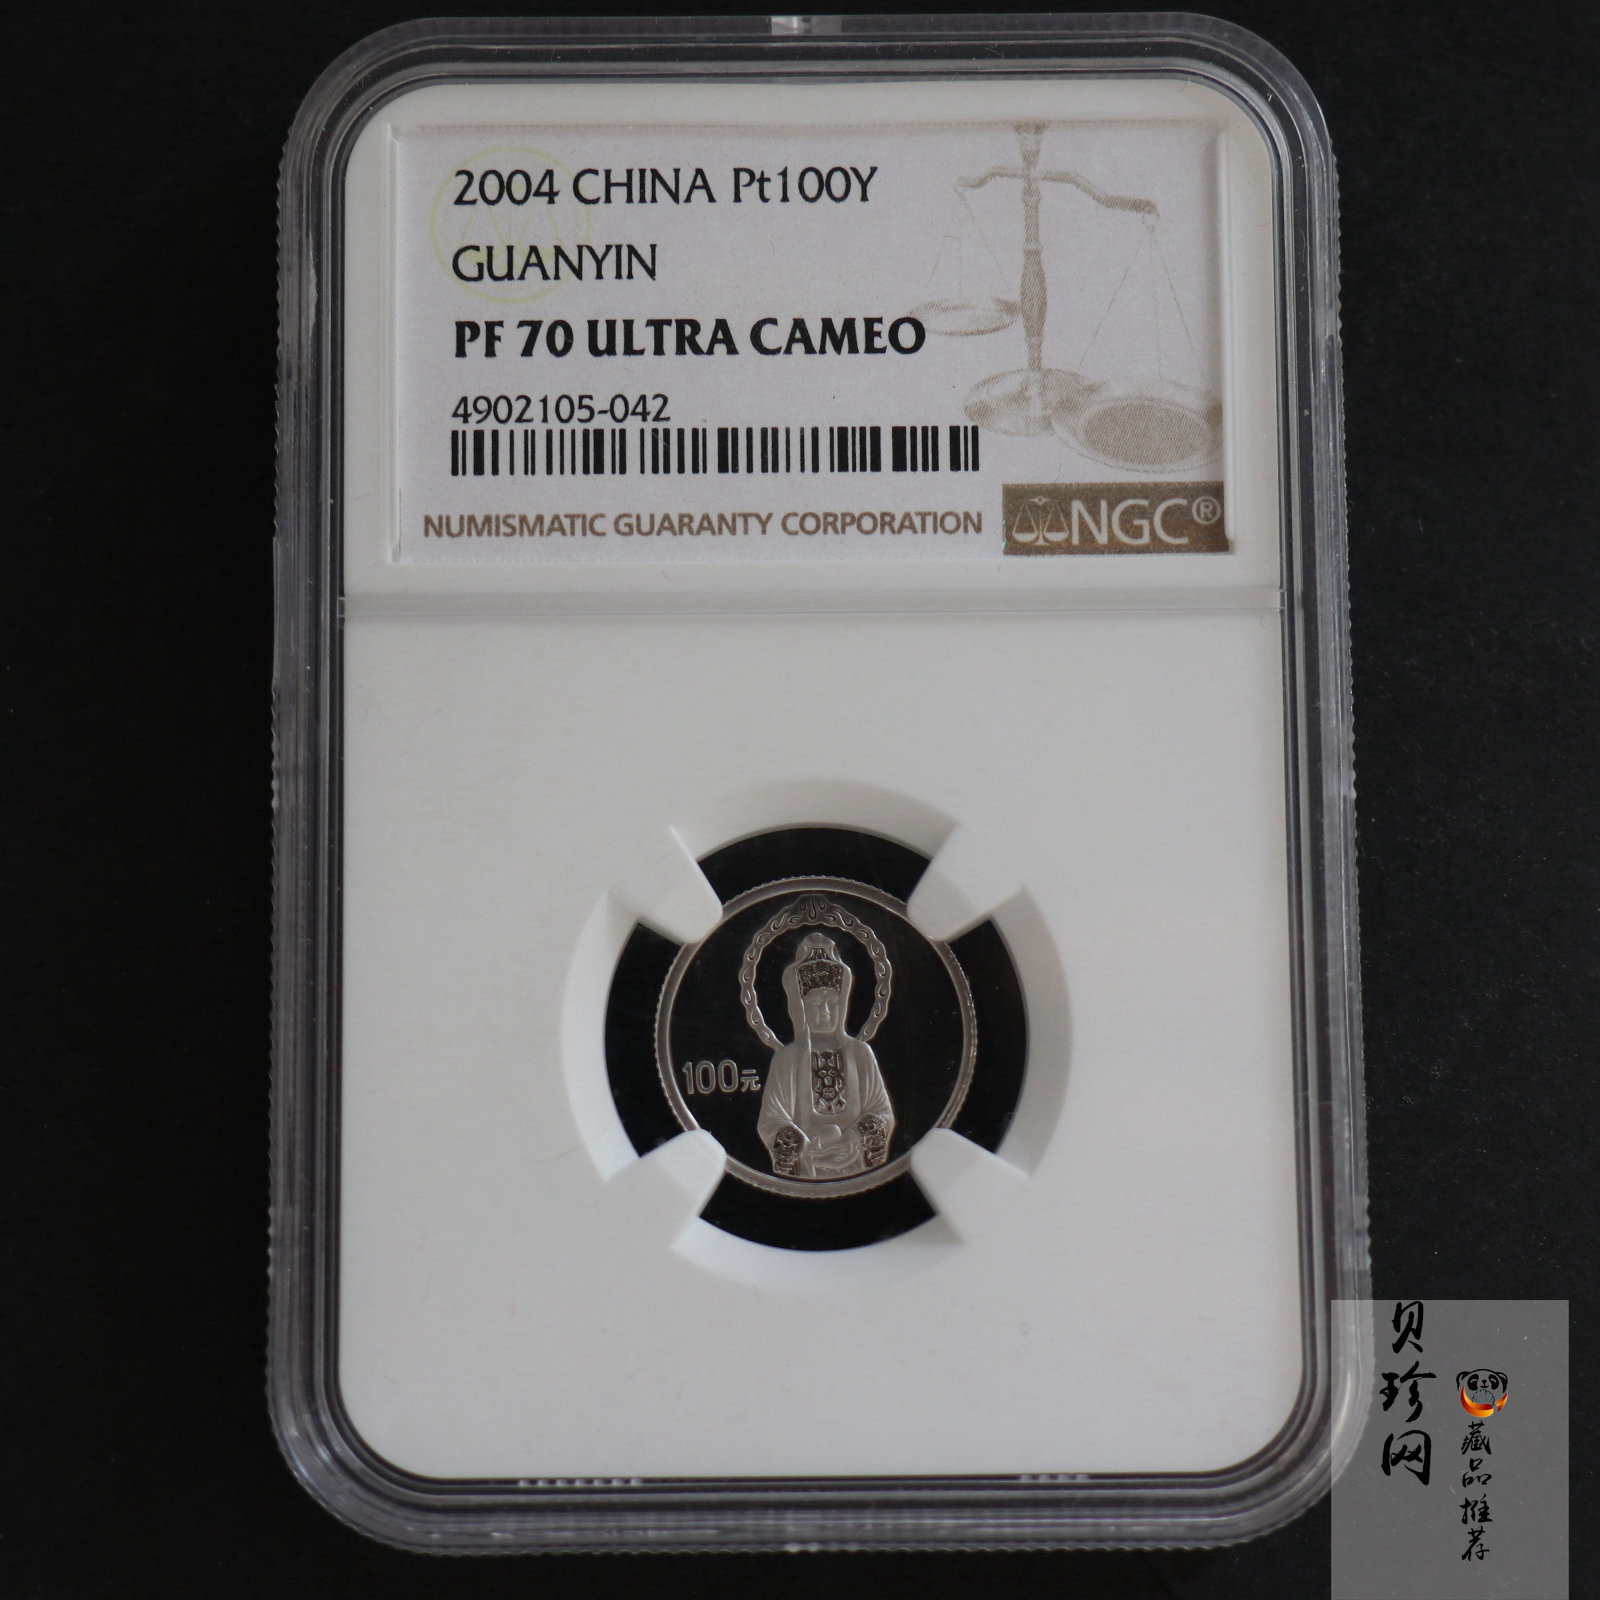 2004 CHINA Pt100Y
GUANYIN
PF 70 ULTRA CAMEO
4902105-042
NUMISMATIC GUARANTY CORPORATION
NGC®
100元
贝珍网
藏品推荐